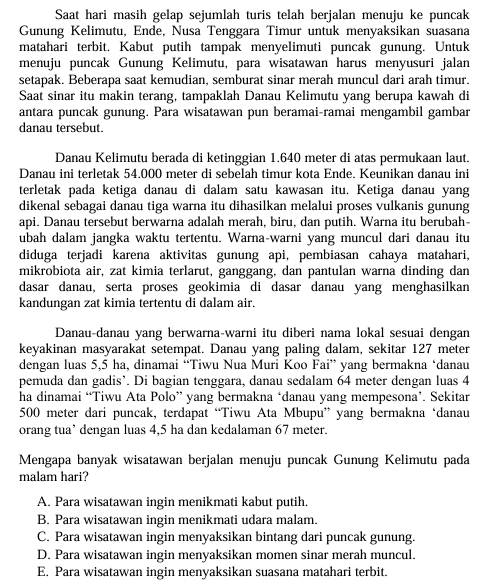 Saat hari masih gelap sejumlah turis telah berjalan menuju ke puncak
Gunung Kelimutu, Ende, Nusa Tenggara Timur untuk menyaksikan suasana
matahari terbit. Kabut putih tampak menyelimuti puncak gunung. Untuk
menuju puncak Gunung Kelimutu, para wisatawan harus menyusuri jalan
setapak. Beberapa saat kemudian, semburat sinar merah muncul dari arah timur.
Saat sinar itu makin terang, tampaklah Danau Kelimutu yang berupa kawah di
antara puncak gunung. Para wisatawan pun beramai-ramai mengambil gambar
danau tersebut.
Danau Kelimutu berada di ketinggian 1.640 meter di atas permukaan laut.
Danau ini terletak 54.000 meter di sebelah timur kota Ende. Keunikan danau ini
terletak pada ketiga danau di dalam satu kawasan itu. Ketiga danau yang
dikenal sebagai danau tiga warna itu dihasilkan melalui proses vulkanis gunung
api. Danau tersebut berwarna adalah merah, biru, dan putih. Warna itu berubah-
ubah dalam jangka waktu tertentu. Warna-warni yang muncul dari danau itu
diduga terjadi karena aktivitas gunung api, pembiasan cahaya matahari,
mikrobiota air, zat kimia terlarut, ganggang, dan pantulan warna dinding dan
dasar danau, serta proses geokimia di dasar danau yang menghasilkan
kandungan zat kimia tertentu di dalam air.
Danau-danau yang berwarna-warni itu diberi nama lokal sesuai dengan
keyakinan masyarakat setempat. Danau yang paling dalam, sekitar 127 meter
dengan luas 5,5 ha, dinamai “Tiwu Nua Muri Koo Fai” yang bermakna ‘danau
pemuda dan gadis’. Di bagian tenggara, danau sedalam 64 meter dengan luas 4
ha dinamai “Tiwu Ata Polo” yang bermakna ‘danau yang mempesona’. Sekitar
500 meter dari puncak, terdapat “Tiwu Ata Mbupu” yang bermakna ‘danau
orang tua’ dengan luas 4,5 ha dan kedalaman 67 meter.
Mengapa banyak wisatawan berjalan menuju puncak Gunung Kelimutu pada
malam hari?
A. Para wisatawan ingin menikmati kabut putih.
B. Para wisatawan ingin menikmati udara malam.
C. Para wisatawan ingin menyaksikan bintang dari puncak gunung.
D. Para wisatawan ingin menyaksikan momen sinar merah muncul.
E. Para wisatawan ingin menyaksikan suasana matahari terbit.